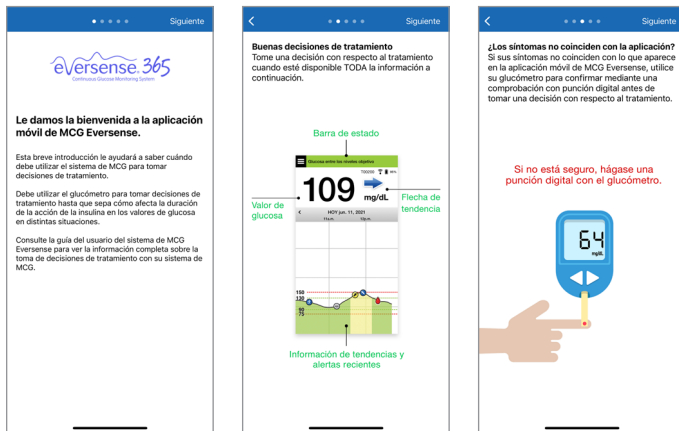 Siguiente
eversense. 365
Continuous Glucose Monitoring System
Le damos la bienvenida a la aplicación
móvil de MCG Eversense.
Esta breve introducción le ayudará a saber cuándo
debe utilizar el sistema de MCG para tomar
decisiones de tratamiento.
Debe utilizar el glucómetro para tomar decisiones de
tratamiento hasta que sepa cómo afecta la duración
de la acción de la insulina en los valores de glucosa
en distintas situaciones.
Consulte la guía del usuario del sistema de MCG
Eversense para ver la información completa sobre la
toma de decisiones de tratamiento con su sistema de
MCG.
Siguiente
Buenas decisiones de tratamiento
Tome una decisión con respecto al tratamiento
cuando esté disponible TODA la información a
continuación.
Barra de estado
Glucosa entre los niveles objetivo
109
mg/dL
Valor de
glucosa
Flecha de
tendencia
HOY jun. 11, 2021
150
130
80
75
Información de tendencias y
alertas recientes
Siguiente
¿Los síntomas no coinciden con la aplicación?
Si sus síntomas no coinciden con lo que aparece
en la aplicación móvil de MCG Eversense, utilice
su glucómetro para confirmar mediante una
comprobación con punción digital antes de
tomar una decisión con respecto al tratamiento.
Si no está seguro, hágase una
punción digital con el glucómetro.
64
mg/dL